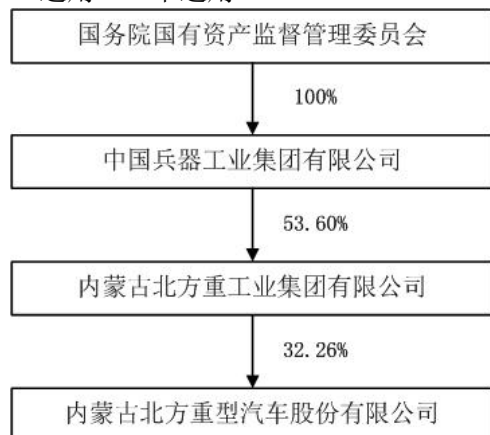 国务院国有资产监督管理委员会
100%
中国兵器工业集团有限公司
53.60%
内蒙古北方重工业集团有限公司
32.26%
内蒙古北方重型汽车股份有限公司